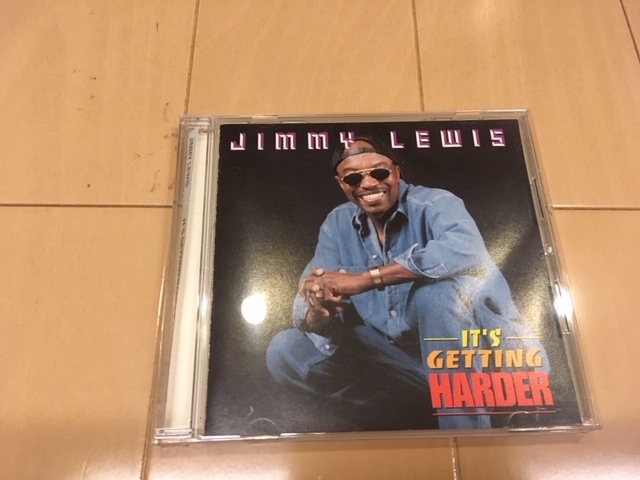 JIMMY LEWIS
IT'S
GETTING
HARDER